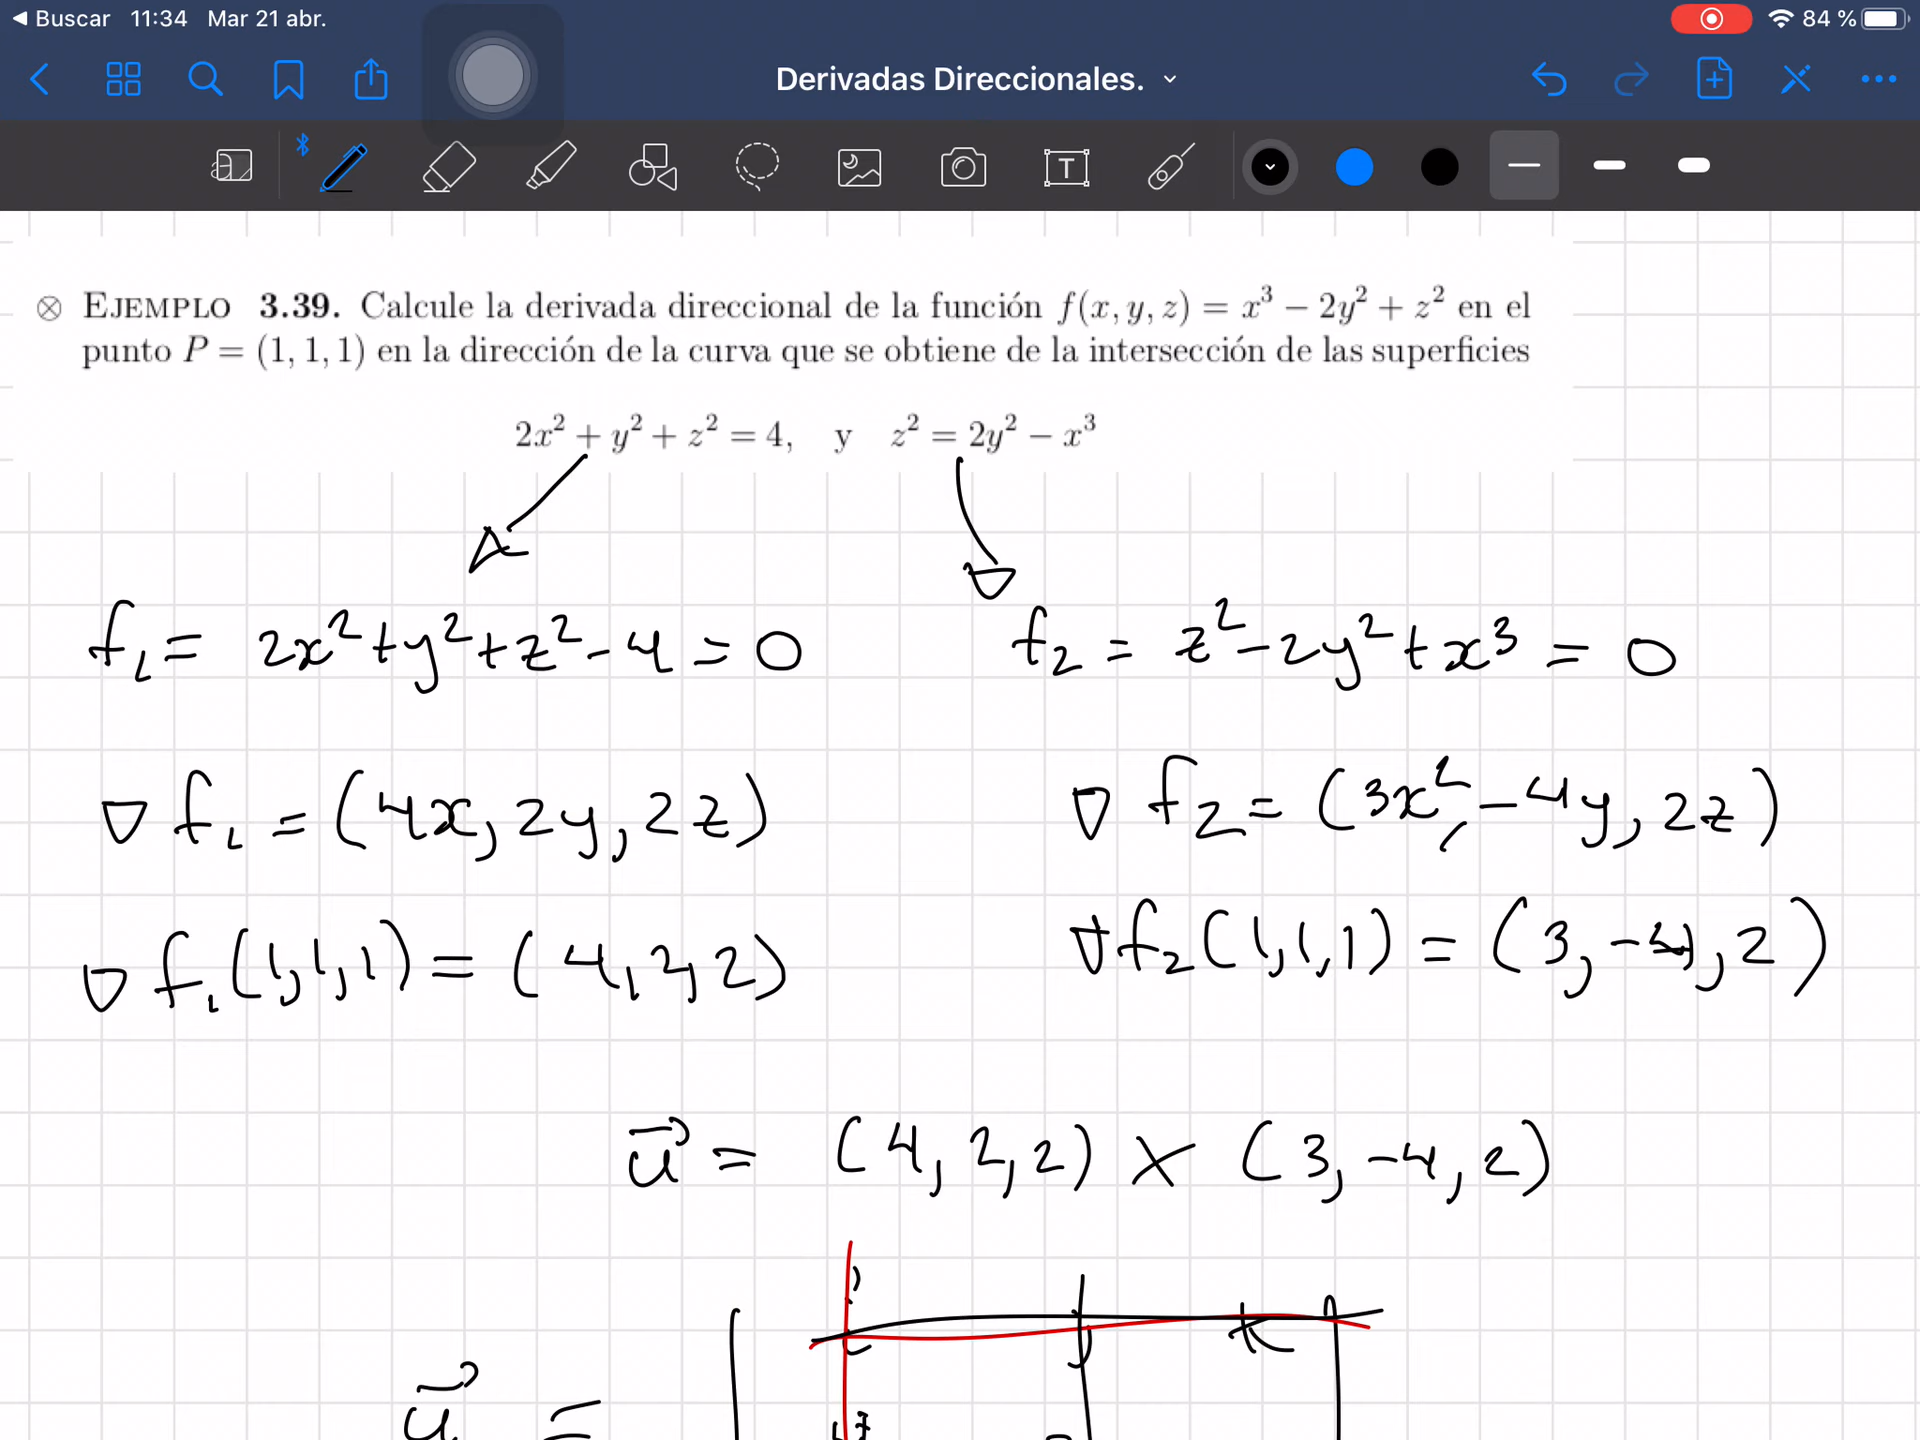 Buscar 11:34 Mar 21 abr. 84 %
Derivadas Direccionales.
T
⊗ EJEMPLO 3.39. Calcule la derivada direccional de la función f(x, y, z) = x³ − 2y² + z² en el
punto P = (1, 1, 1) en la dirección de la curva que se obtiene de la intersección de las superficies
2x² + y² + z² = 4, y z² = 2y² − x³
f₁ = 2x²+y²+z²-4 = 0 f₂ = z²-2y²+x³ = 0
∇f₁ = (4x, 2y, 2z) ∇f₂ = (3x², -4y, 2z)
∇f₁(1,1,1) = (4,2,2) ∇f₂(1,1,1) = (3,-4,2)
u⃗ = (4,2,2) × (3,-4,2)
i j k
u⃗ =